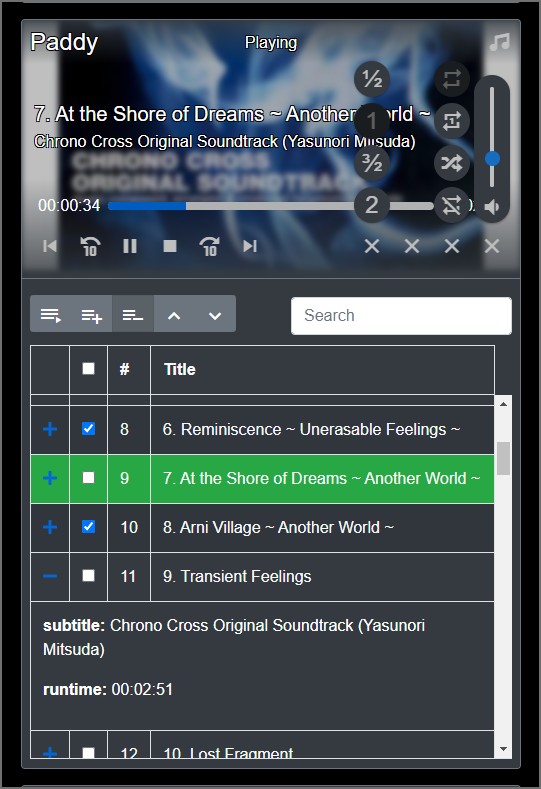 Paddy
Playing
½
7. At the Shore of Dreams ~ Another World ~
1
1
Chrono Cross Original Soundtrack (Yasunori Mitsuda)
CHRONO CROSS
ORIGINAL SOUNDTRACK
3⁄2
00:00:34
2
0.
10
10
Search
# Title
8 6. Reminiscence ~ Unerasable Feelings ~
9 7. At the Shore of Dreams ~ Another World ~
10 8. Arni Village ~ Another World ~
11 9. Transient Feelings
subtitle: Chrono Cross Original Soundtrack (Yasunori
Mitsuda)
runtime: 00:02:51
12 10. Lost Fragment